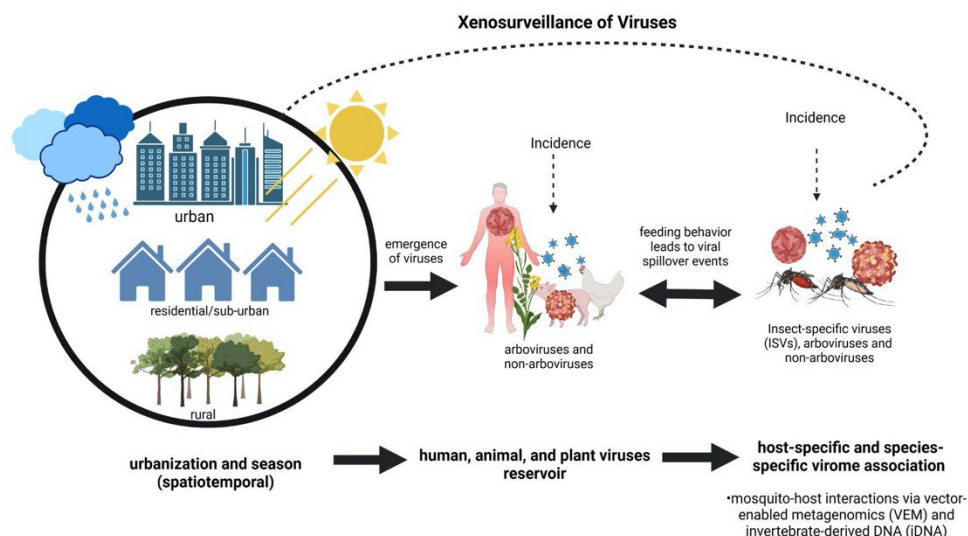 Xenosurveillance of Viruses
Incidence
Incidence
urban
residential/sub-urban
rural
emergence
of viruses
arboviruses and
non-arboviruses
feeding behavior
leads to viral
spillover events
Insect-specific viruses
(ISVs), arboviruses and
non-arboviruses
urbanization and season
(spatiotemporal)
human, animal, and plant viruses
reservoir
host-specific and species-
specific virome association
•mosquito-host interactions via vector-
enabled metagenomics (VEM) and
invertebrate-derived DNA (iDNA)